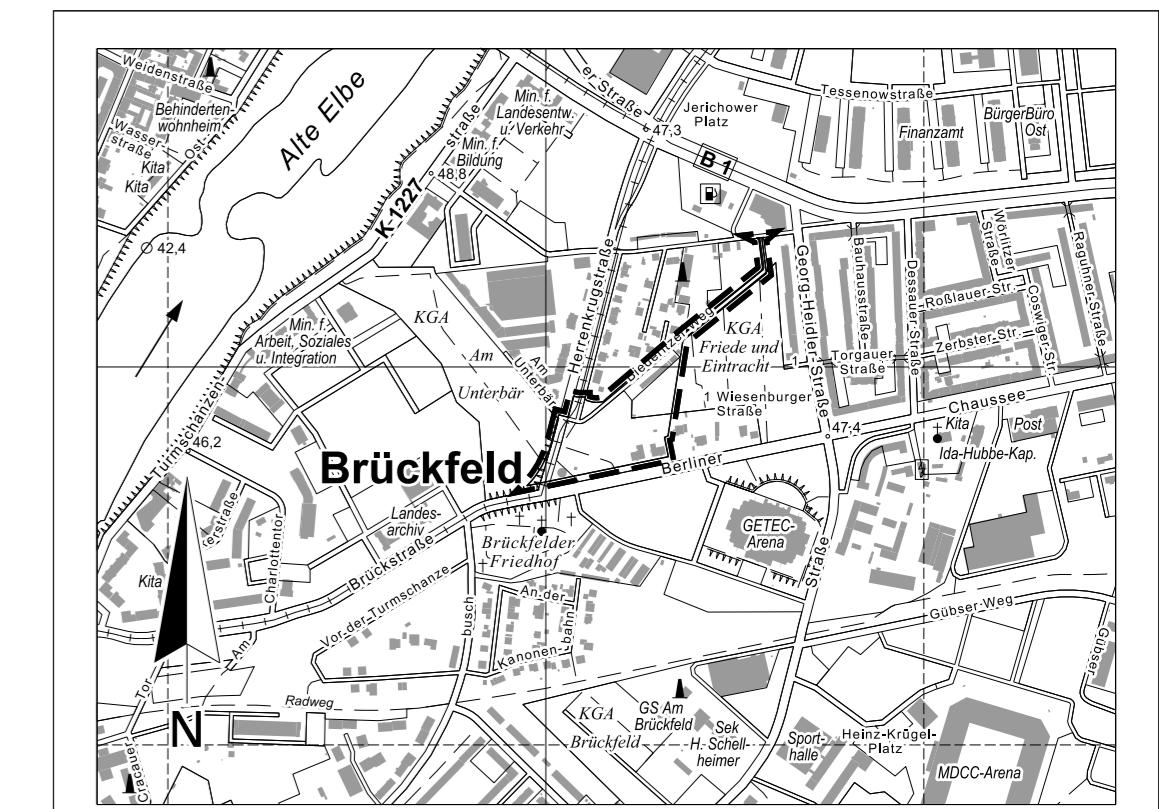 Weidenstraße
Behinderten-
wohnheim
Wasser
straße
Ost-
Kita
Kita
Alte Elbe
42,4
K-1227
straße
48,8
Min. f.
Landesentw.
u. Verkehr
Min. f.
Bildung
er Straße
47,3
Jerichower
Platz
B 1
Tessenowstraße
Finanzamt
BürgerBüro
Ost
Herrenkrugstraße
Georg-Heidler-Straße
Bauhausstraße
Dessauer Straße
Wörlitzer
Straße
Coswiger-Str.
Raguhner-Straße
Roßlauer-Str.
Zerbster-Str.
1
Torgauer
Straße
KGA
Am
Unterbär
Am
Unterbär
Min. f.
Arbeit, Soziales
u. Integration
Turmschanzen
46,2
Biederitzer-Weg
KGA
Friede und
Eintracht
1 Wiesenburger
Straße
Berliner
Chaussee
47,4
Kita
Ida-Hubbe-Kap.
Post
Brückfeld
Landes-
archiv
Brückstraße
Brückfelder
Friedhof
GETEC-
Arena
Straße
erstraße
Charlottentor
Kita
Am
Vor-der-Turmschanze
busch
An der
Kanonen-
bahn
Gübser-Weg
Gübser
Radweg
Tor
Cracauer
N
KGA
Brückfeld
GS Am
Brückfeld
Sek
H.-Schell-
heimer
Sport-
halle
Heinz-Krügel-
Platz
MDCC-Arena